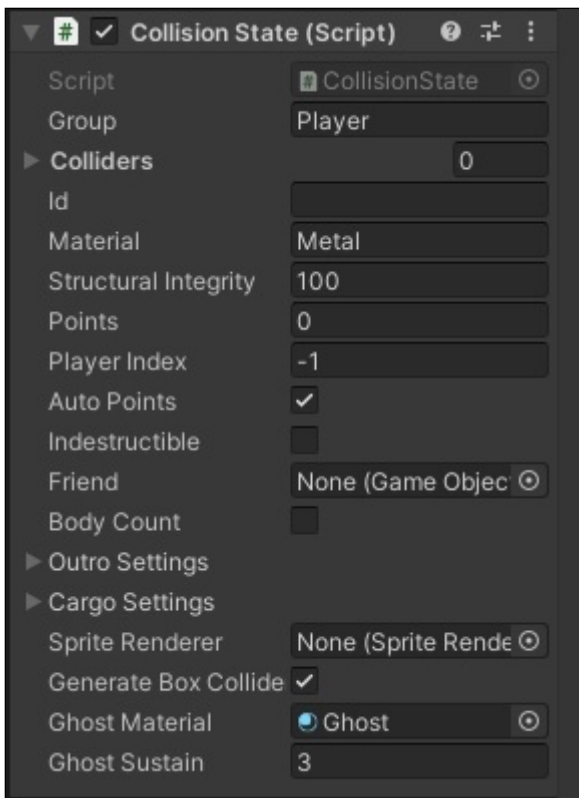 # Collision State (Script)
Script # CollisionState
Group Player
Colliders 0
Id
Material Metal
Structural Integrity 100
Points 0
Player Index -1
Auto Points
Indestructible
Friend None (Game Objec
Body Count
Outro Settings
Cargo Settings
Sprite Renderer None (Sprite Rende
Generate Box Collide
Ghost Material Ghost
Ghost Sustain 3